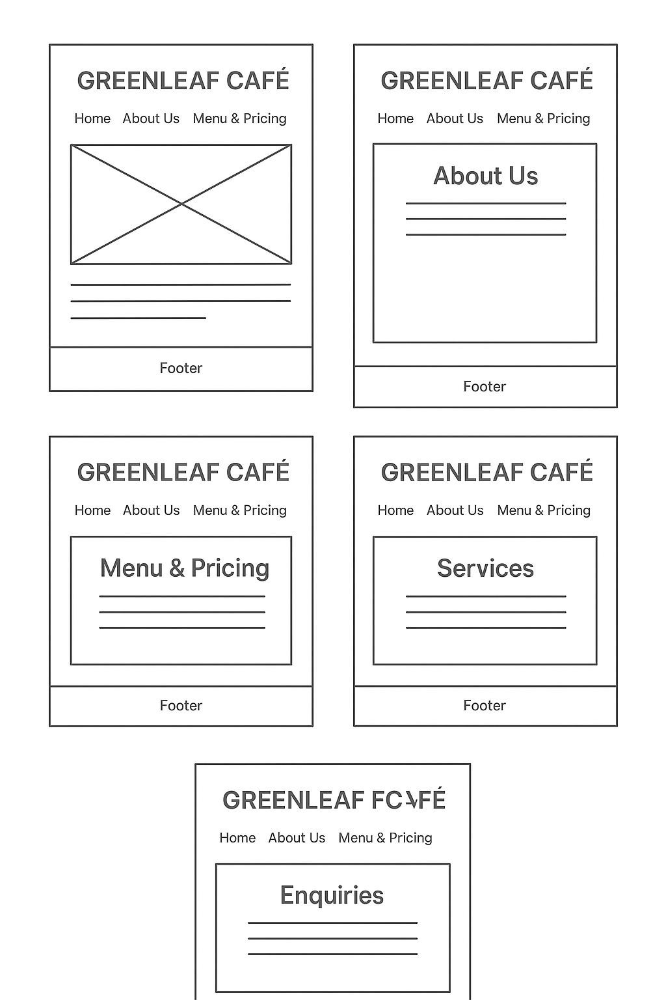 GREENLEAF CAFÉ
Home About Us Menu & Pricing
Footer
GREENLEAF CAFÉ
Home About Us Menu & Pricing
About Us
Footer
GREENLEAF CAFÉ
Home About Us Menu & Pricing
Menu & Pricing
Footer
GREENLEAF CAFÉ
Home About Us Menu & Pricing
Services
Footer
GREENLEAF
Home About Us Menu & Pricing
Enquiries